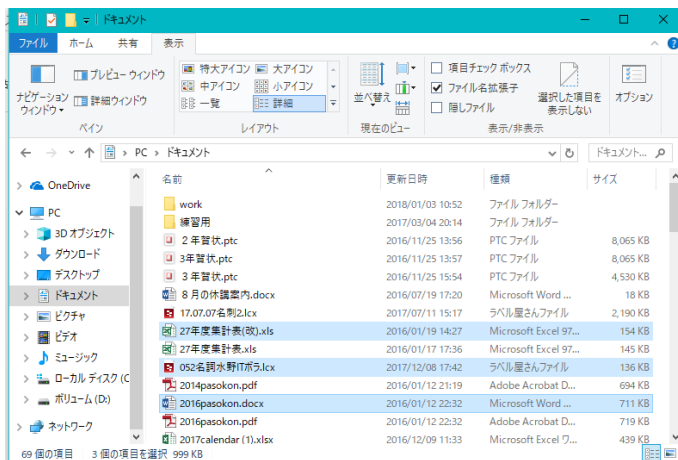 ドキュメント
ファイル ホーム 共有 表示
ナビゲーション ウィンドウ
プレビュー ウィンドウ
詳細ウィンドウ
ペイン
特大アイコン 大アイコン
中アイコン 小アイコン
一覧 詳細
レイアウト
並べ替え
現在のビュー
項目チェック ボックス
ファイル名拡張子
隠しファイル
選択した項目を 表示しない
表示/非表示
オプション
PC ドキュメント
ドキュメント...
OneDrive
PC
3D オブジェクト
ダウンロード
デスクトップ
ドキュメント
ピクチャ
ビデオ
ミュージック
ローカル ディスク (C
ボリューム (D:)
ネットワーク
名前 更新日時 種類 サイズ
work 2018/01/03 10:52 ファイル フォルダー
練習用 2017/03/04 20:14 ファイル フォルダー
2 年賀状.ptc 2016/11/25 13:56 PTC ファイル 8,065 KB
3年賀状.ptc 2016/11/25 13:57 PTC ファイル 8,065 KB
3 年賀状.ptc 2016/11/25 15:54 PTC ファイル 4,530 KB
8 月の休講案内.docx 2016/07/19 17:20 Microsoft Word ... 18 KB
17.07.07名刺2.lcx 2017/07/11 15:17 ラベル屋さんファイル 2,190 KB
27年度集計表(改).xls 2016/01/19 14:27 Microsoft Excel 97... 154 KB
27年度集計表.xls 2016/01/17 17:36 Microsoft Excel 97... 145 KB
052名詞水野ITボラ.lcx 2017/12/08 17:42 ラベル屋さんファイル 136 KB
2014pasokon.pdf 2016/01/12 21:19 Adobe Acrobat D... 694 KB
2016pasokon.docx 2016/01/12 22:32 Microsoft Word ... 711 KB
2016pasokon.pdf 2016/01/12 22:32 Adobe Acrobat D... 719 KB
2017calendar (1).xlsx 2016/12/09 11:33 Microsoft Excel ワ... 439 KB
69 個の項目 3 個の項目を選択 999 KB